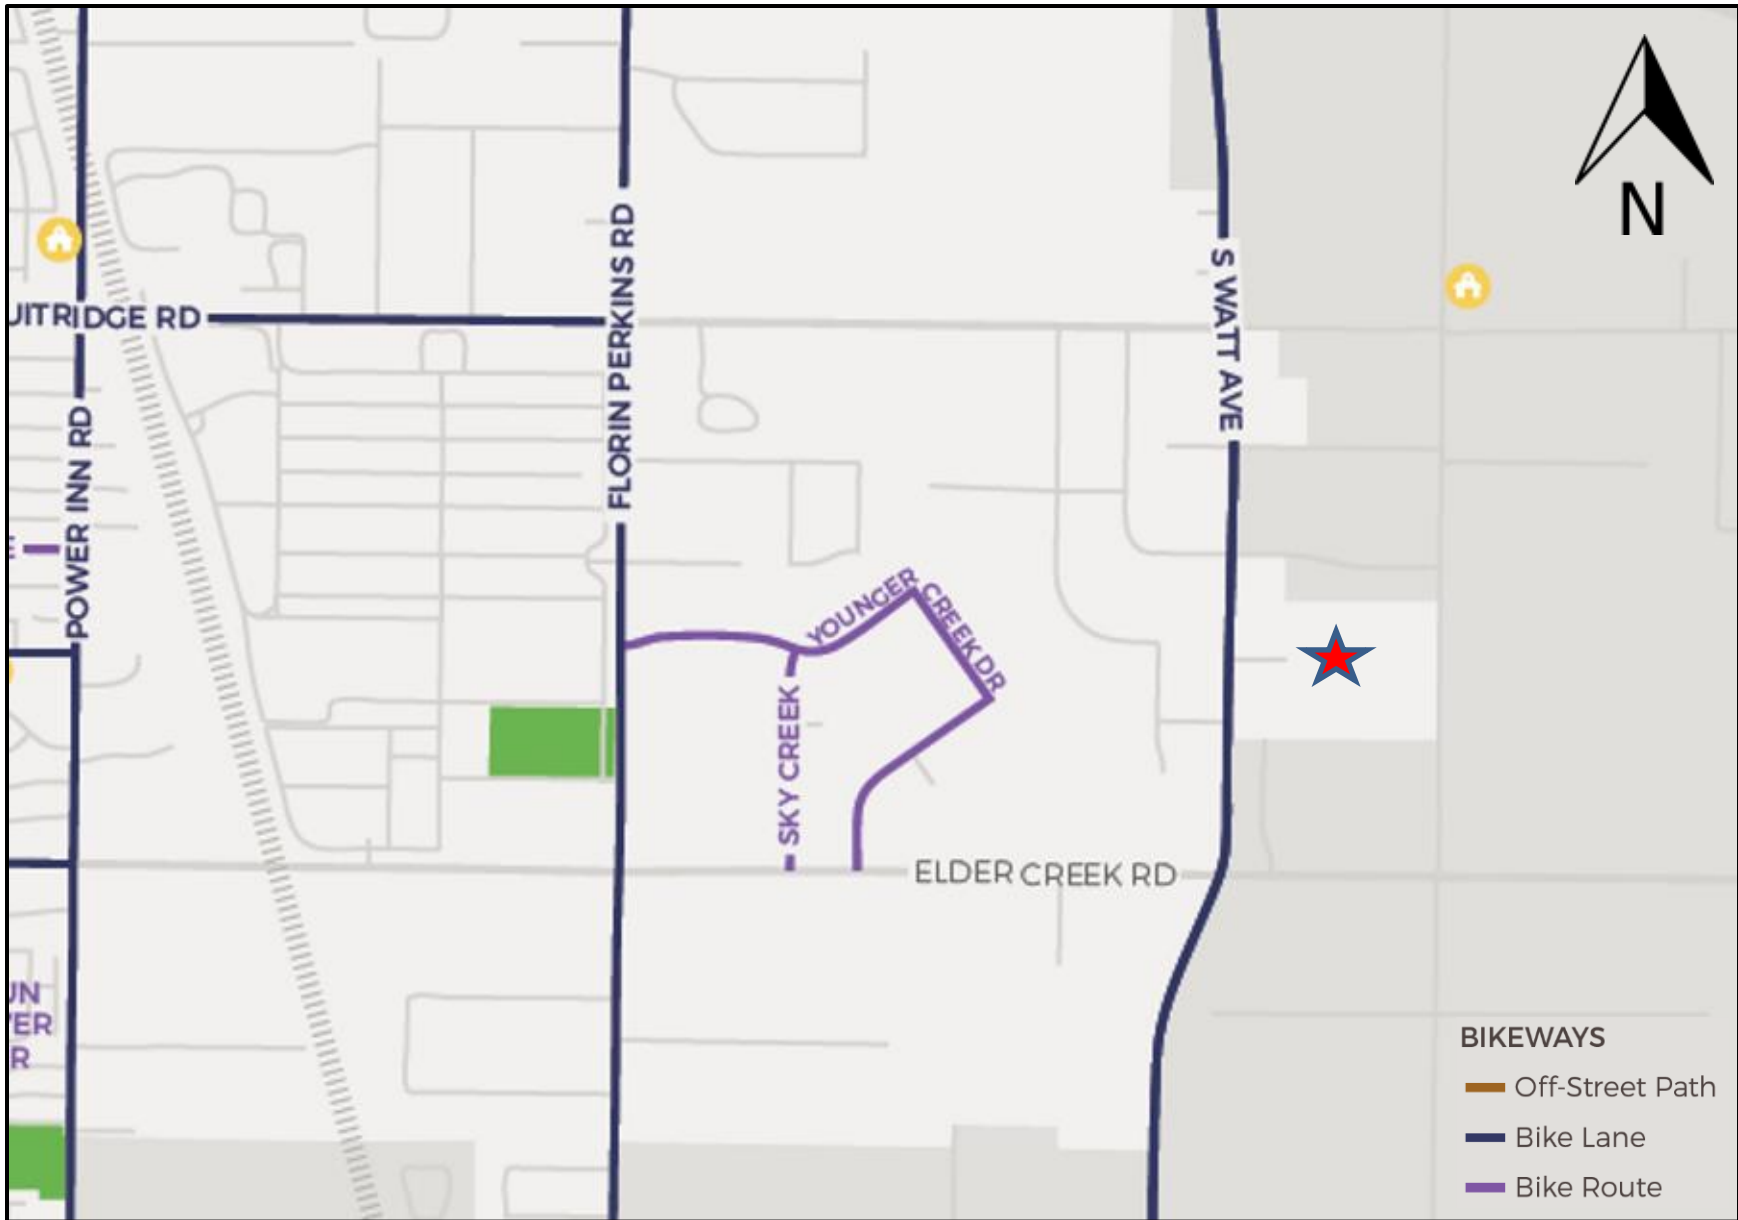 N
UITRIDGE RD
FLORIN PERKINS RD
S WATT AVE
POWER INN RD
E
YOUNGER CREEK DR
SKY CREEK
ELDER CREEK RD
UN
VER
R
BIKEWAYS
Off-Street Path
Bike Lane
Bike Route